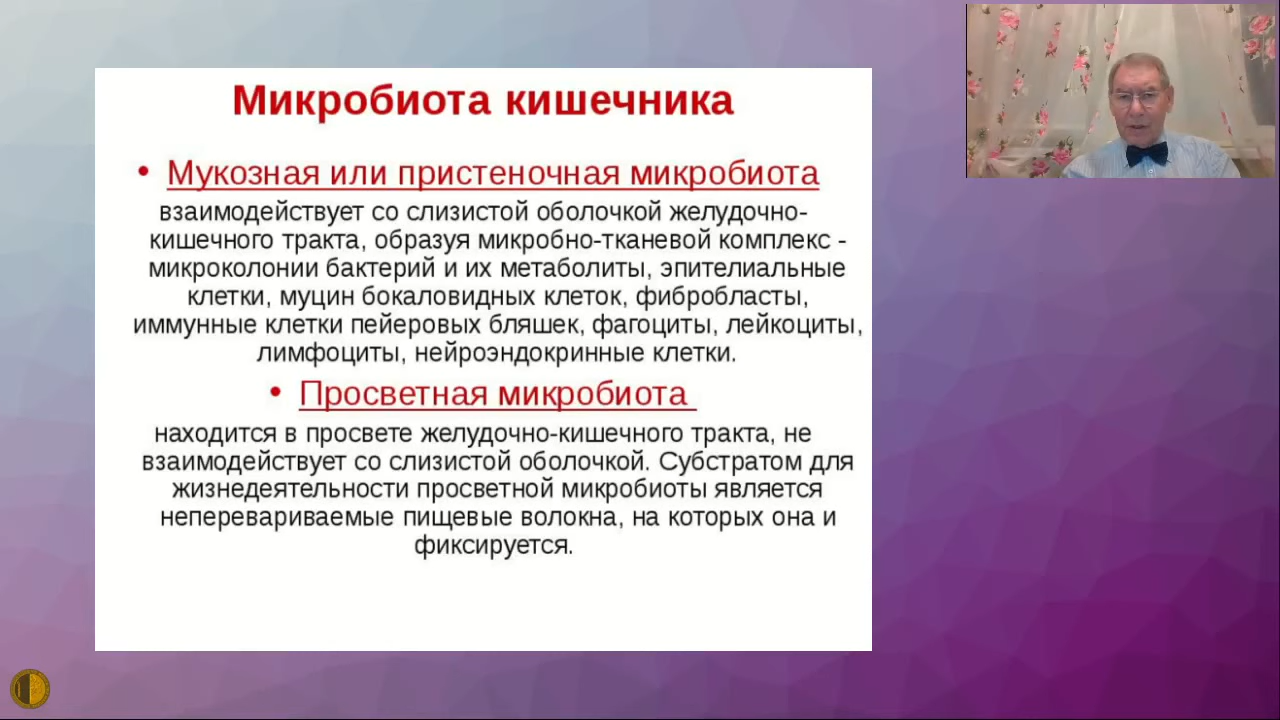 Микробиота кишечника
• Мукозная или пристеночная микробиота
взаимодействует со слизистой оболочкой желудочно-
кишечного тракта, образуя микробно-тканевой комплекс -
микроколонии бактерий и их метаболиты, эпителиальные
клетки, муцин бокаловидных клеток, фибробласты,
иммунные клетки пейеровых бляшек, фагоциты, лейкоциты,
лимфоциты, нейроэндокринные клетки.
• Просветная микробиота
находится в просвете желудочно-кишечного тракта, не
взаимодействует со слизистой оболочкой. Субстратом для
жизнедеятельности просветной микробиоты является
неперевариваемые пищевые волокна, на которых она и
фиксируется.